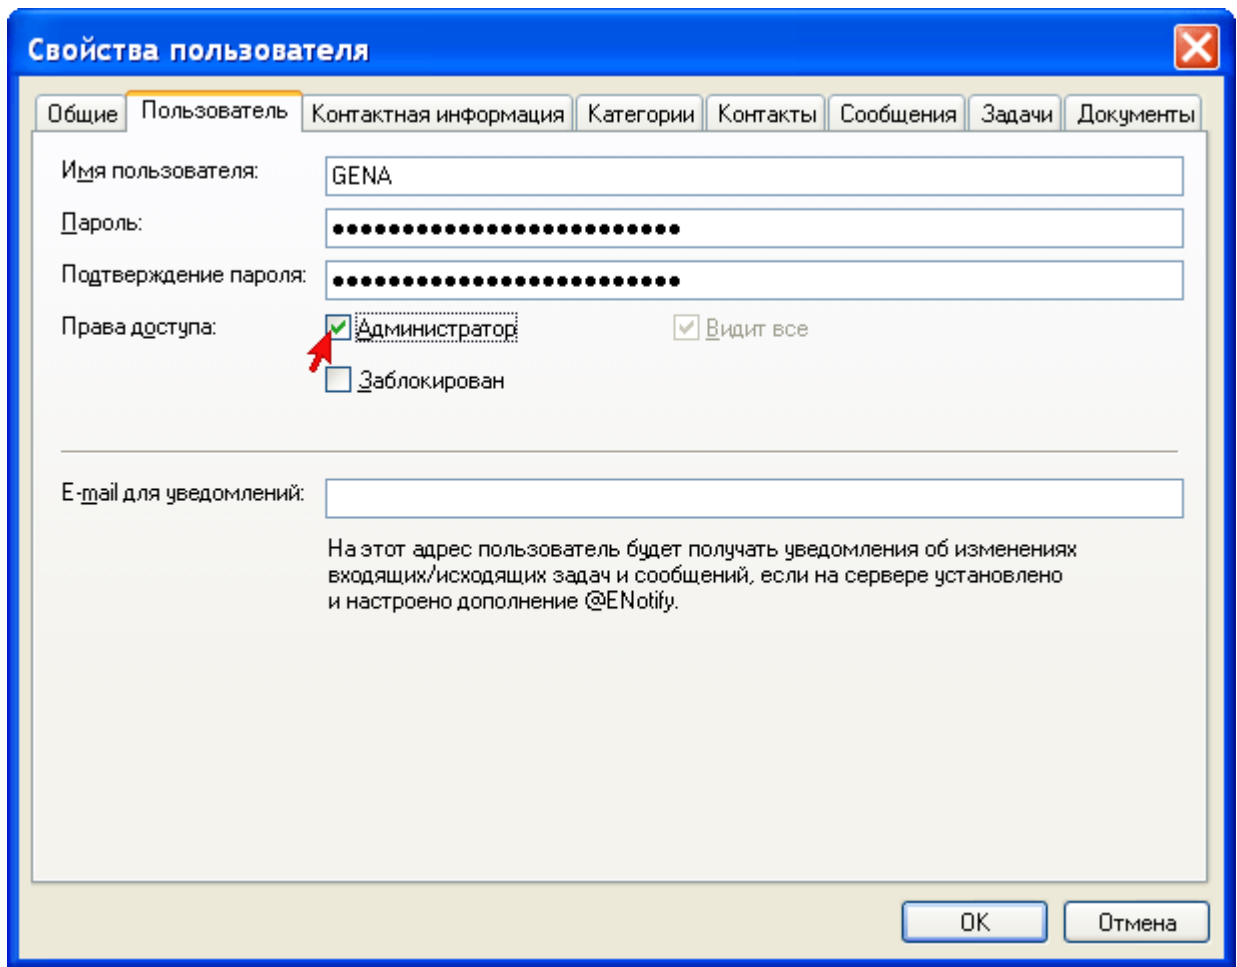 Свойства пользователя
Общие Пользователь Контактная информация Категории Контакты Сообщения Задачи Документы
Имя пользователя: GENA
Пароль: •••••••••••••••••••••••••
Подтверждение пароля: •••••••••••••••••••••••••
Права доступа: Администратор Видит все
Заблокирован
E-mail для уведомлений:
На этот адрес пользователь будет получать уведомления об изменениях
входящих/исходящих задач и сообщений, если на сервере установлено
и настроено дополнение @ENotify.
OK Отмена